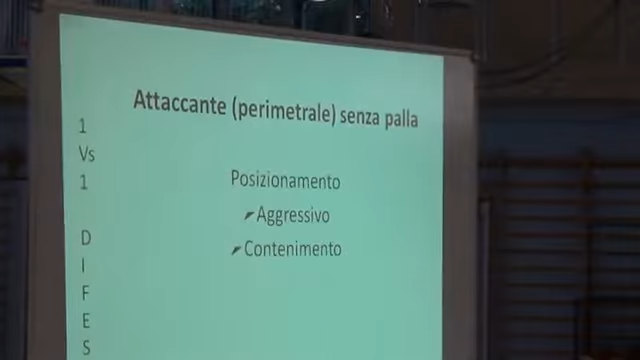 Attaccante (perimetrale) senza palla
1
Vs
1
D
I
F
E
S
Posizionamento
Aggressivo
Contenimento